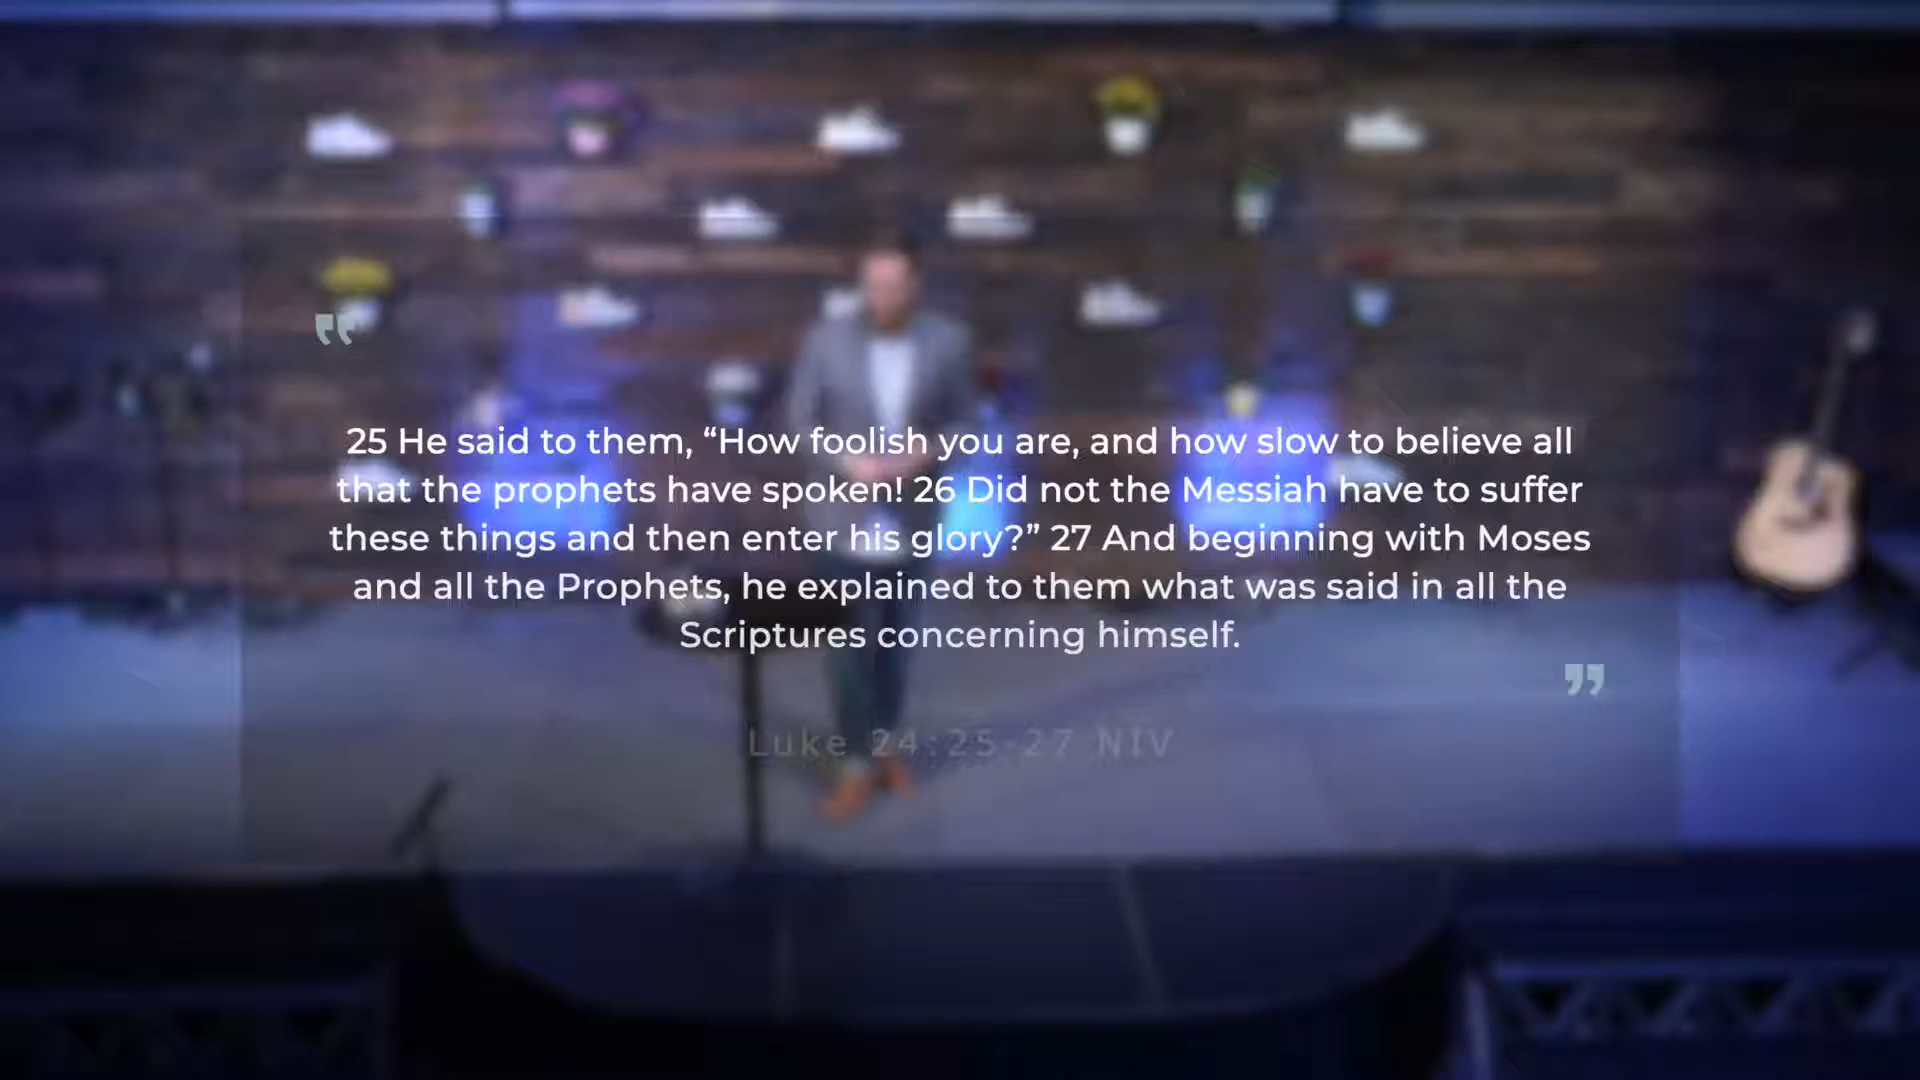 ”
25 He said to them, “How foolish you are, and how slow to believe all
that the prophets have spoken! 26 Did not the Messiah have to suffer
these things and then enter his glory?” 27 And beginning with Moses
and all the Prophets, he explained to them what was said in all the
Scriptures concerning himself.
”
Luke 24:25-27 NIV